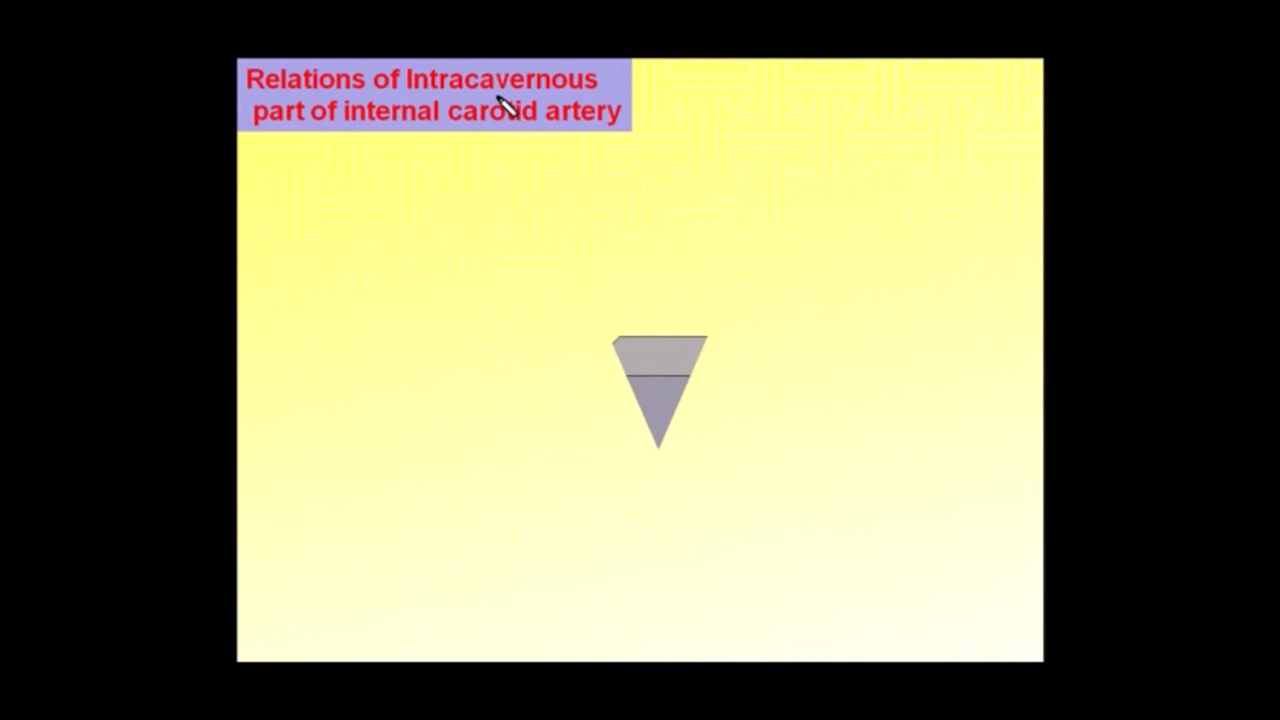 Relations of Intracavernous
part of internal carotid artery